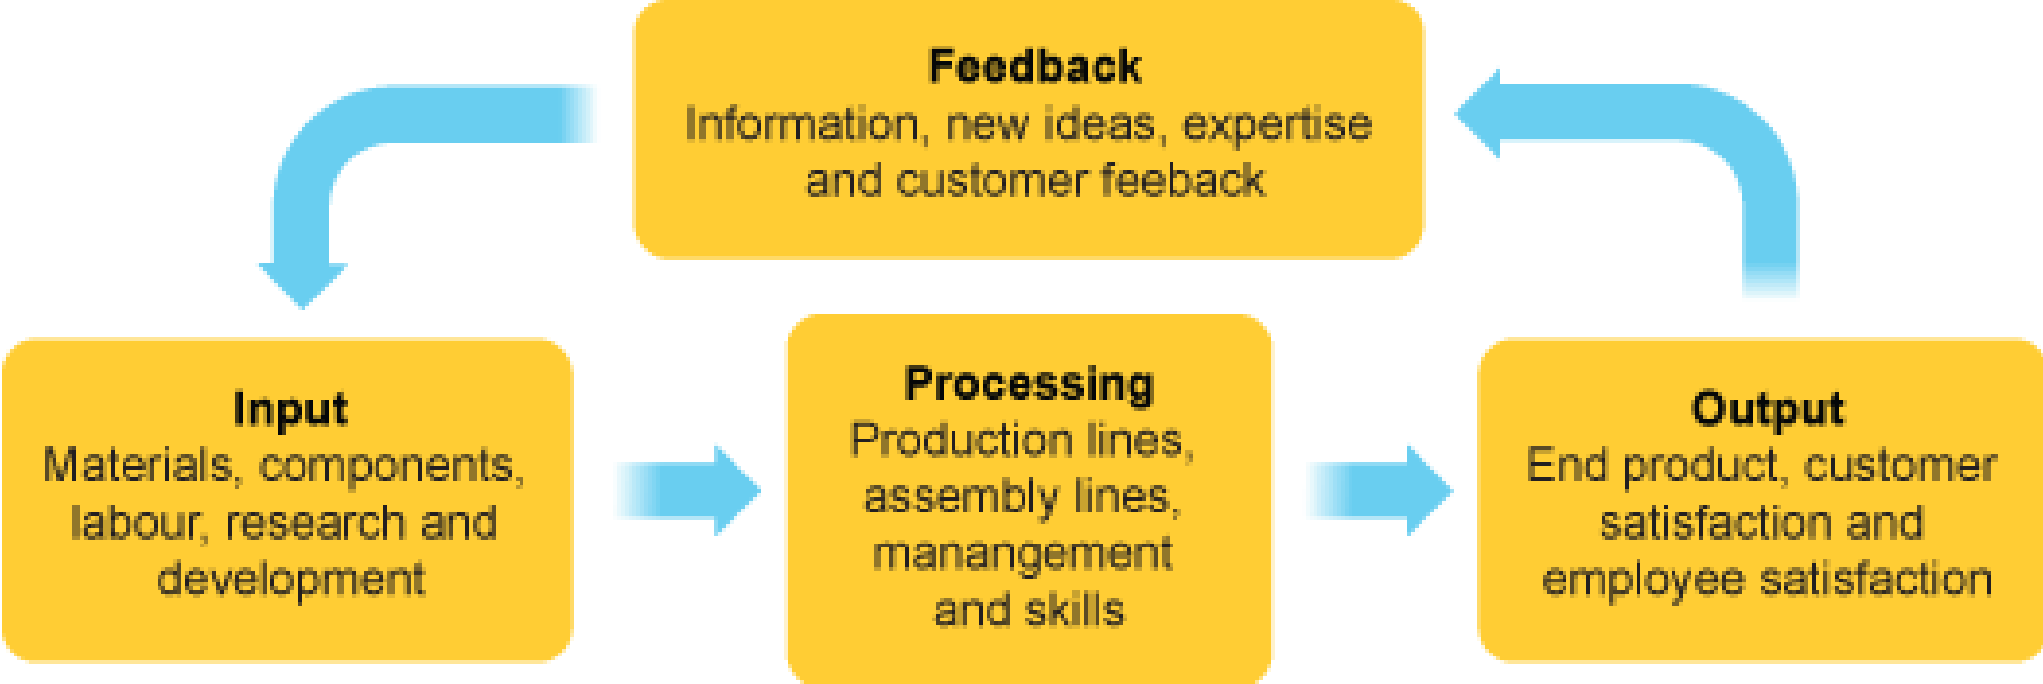 Feedback
Information, new ideas, expertise
and customer feeback
Input
Materials, components,
labour, research and
development
Processing
Production lines,
assembly lines,
manangement
and skills
Output
End product, customer
satisfaction and
employee satisfaction